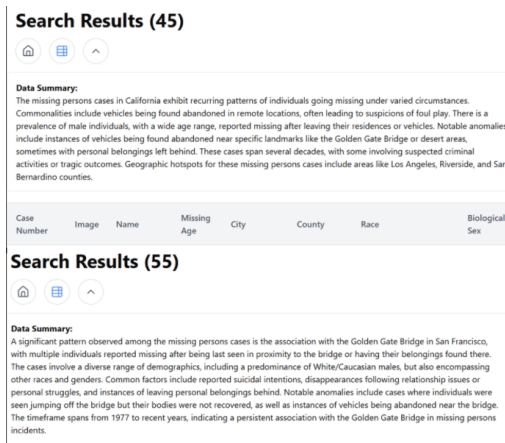 Search Results (45)
Data Summary:
The missing persons cases in California exhibit recurring patterns of individuals going missing under varied circumstances.
Commonalities include vehicles being found abandoned in remote locations, often leading to suspicions of foul play. There is a
prevalence of male individuals, with a wide age range, reported missing after leaving their residences or vehicles. Notable anomalies
include instances of vehicles being found abandoned near specific landmarks like the Golden Gate Bridge or desert areas,
sometimes with personal belongings left behind. These cases span several decades, with some involving suspected criminal
activities or tragic outcomes. Geographic hotspots for these missing persons cases include areas like Los Angeles, Riverside, and San
Bernardino counties.
Case Number Image Name Missing Age City County Race Biological Sex
Search Results (55)
Data Summary:
A significant pattern observed among the missing persons cases is the association with the Golden Gate Bridge in San Francisco,
with multiple individuals reported missing after being last seen in proximity to the bridge or having their belongings found there.
The cases involve a diverse range of demographics, including a predominance of White/Caucasian males, but also encompassing
other races and genders. Common factors include reported suicidal intentions, disappearances following relationship issues or
personal struggles, and instances of leaving personal belongings behind. Notable anomalies include cases where individuals were
seen jumping off the bridge but their bodies were not recovered, as well as instances of vehicles being abandoned near the bridge.
The timeframe spans from 1977 to recent years, indicating a persistent association with the Golden Gate Bridge in missing persons
incidents.